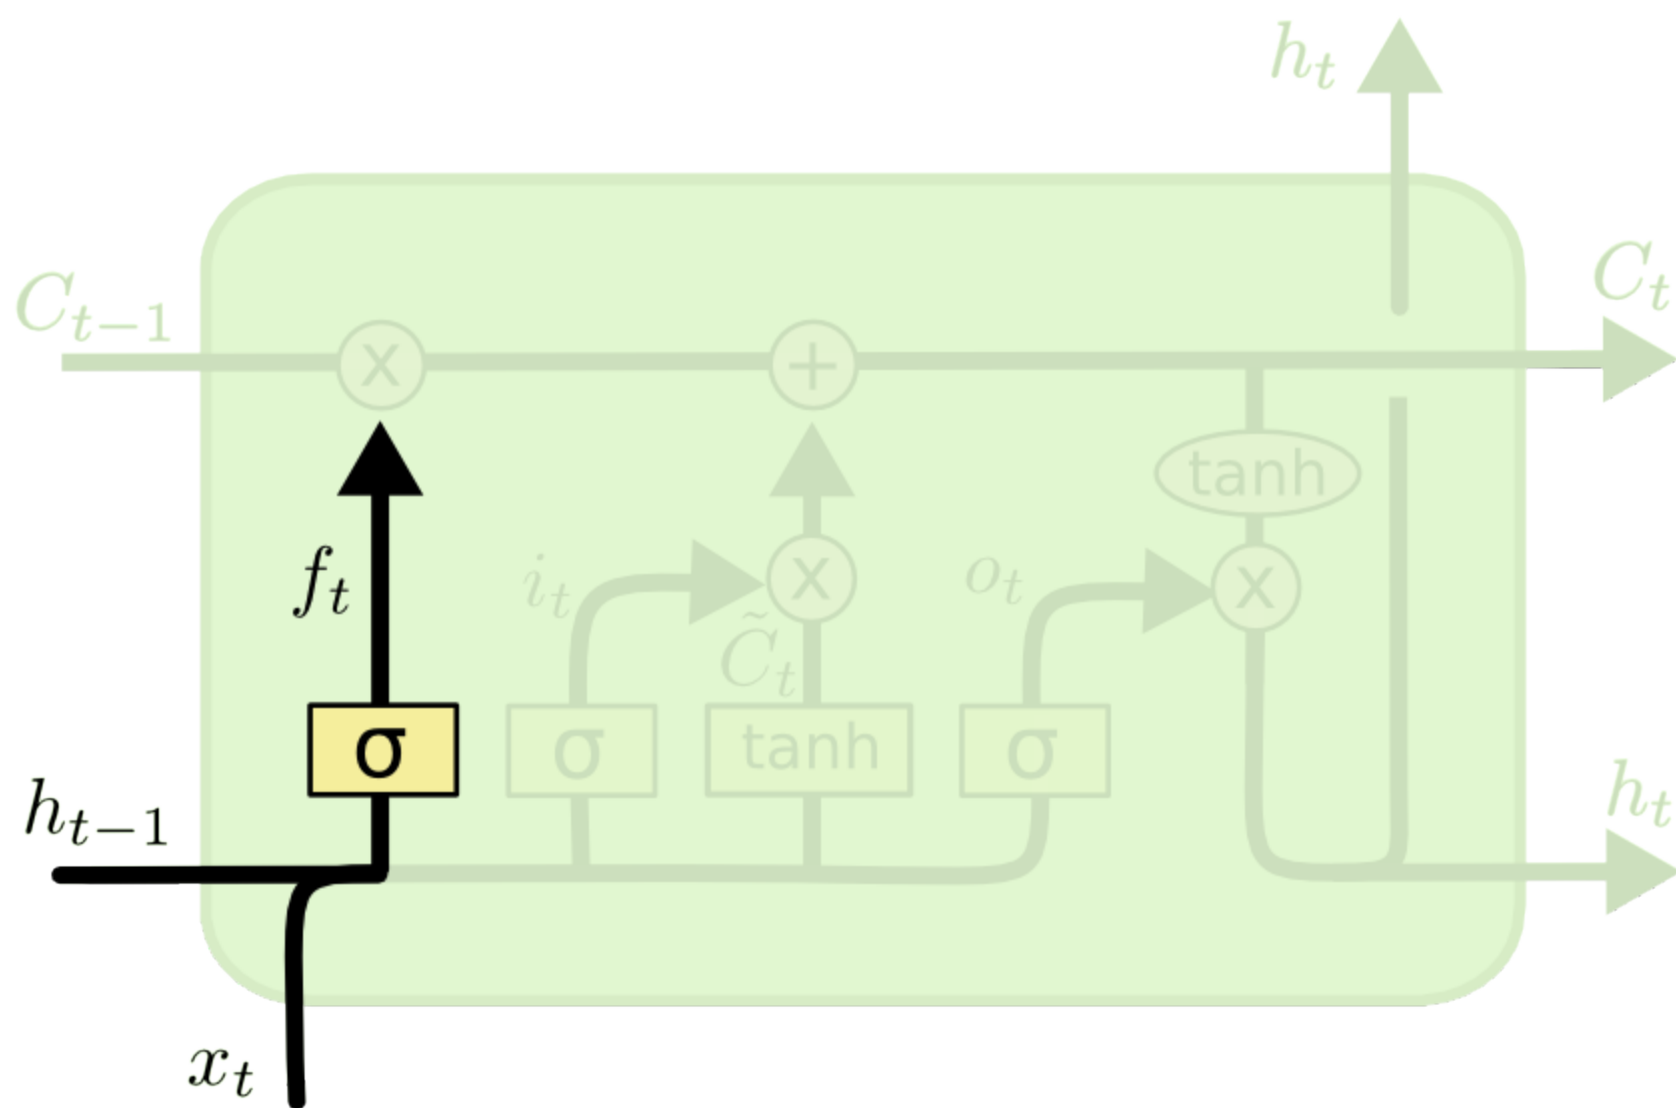 h_t
C_{t-1}
C_t
x
+
tanh
f_t
i_t
x
o_t
x
C̃_t
σ
σ
tanh
σ
h_{t-1}
h_t
x_t